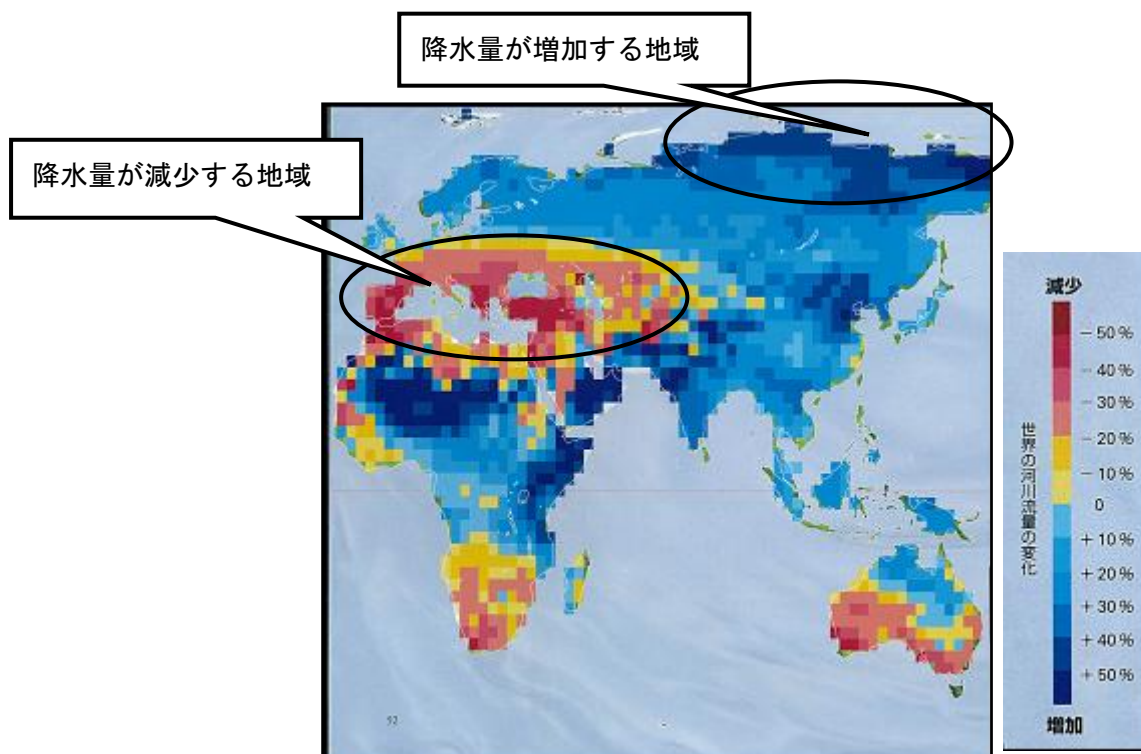 降水量が増加する地域
降水量が減少する地域
減少
－50%
－40%
－30%
－20%
－10%
0
＋10%
＋20%
＋30%
＋40%
＋50%
増加
世界の河川流量の変化
92